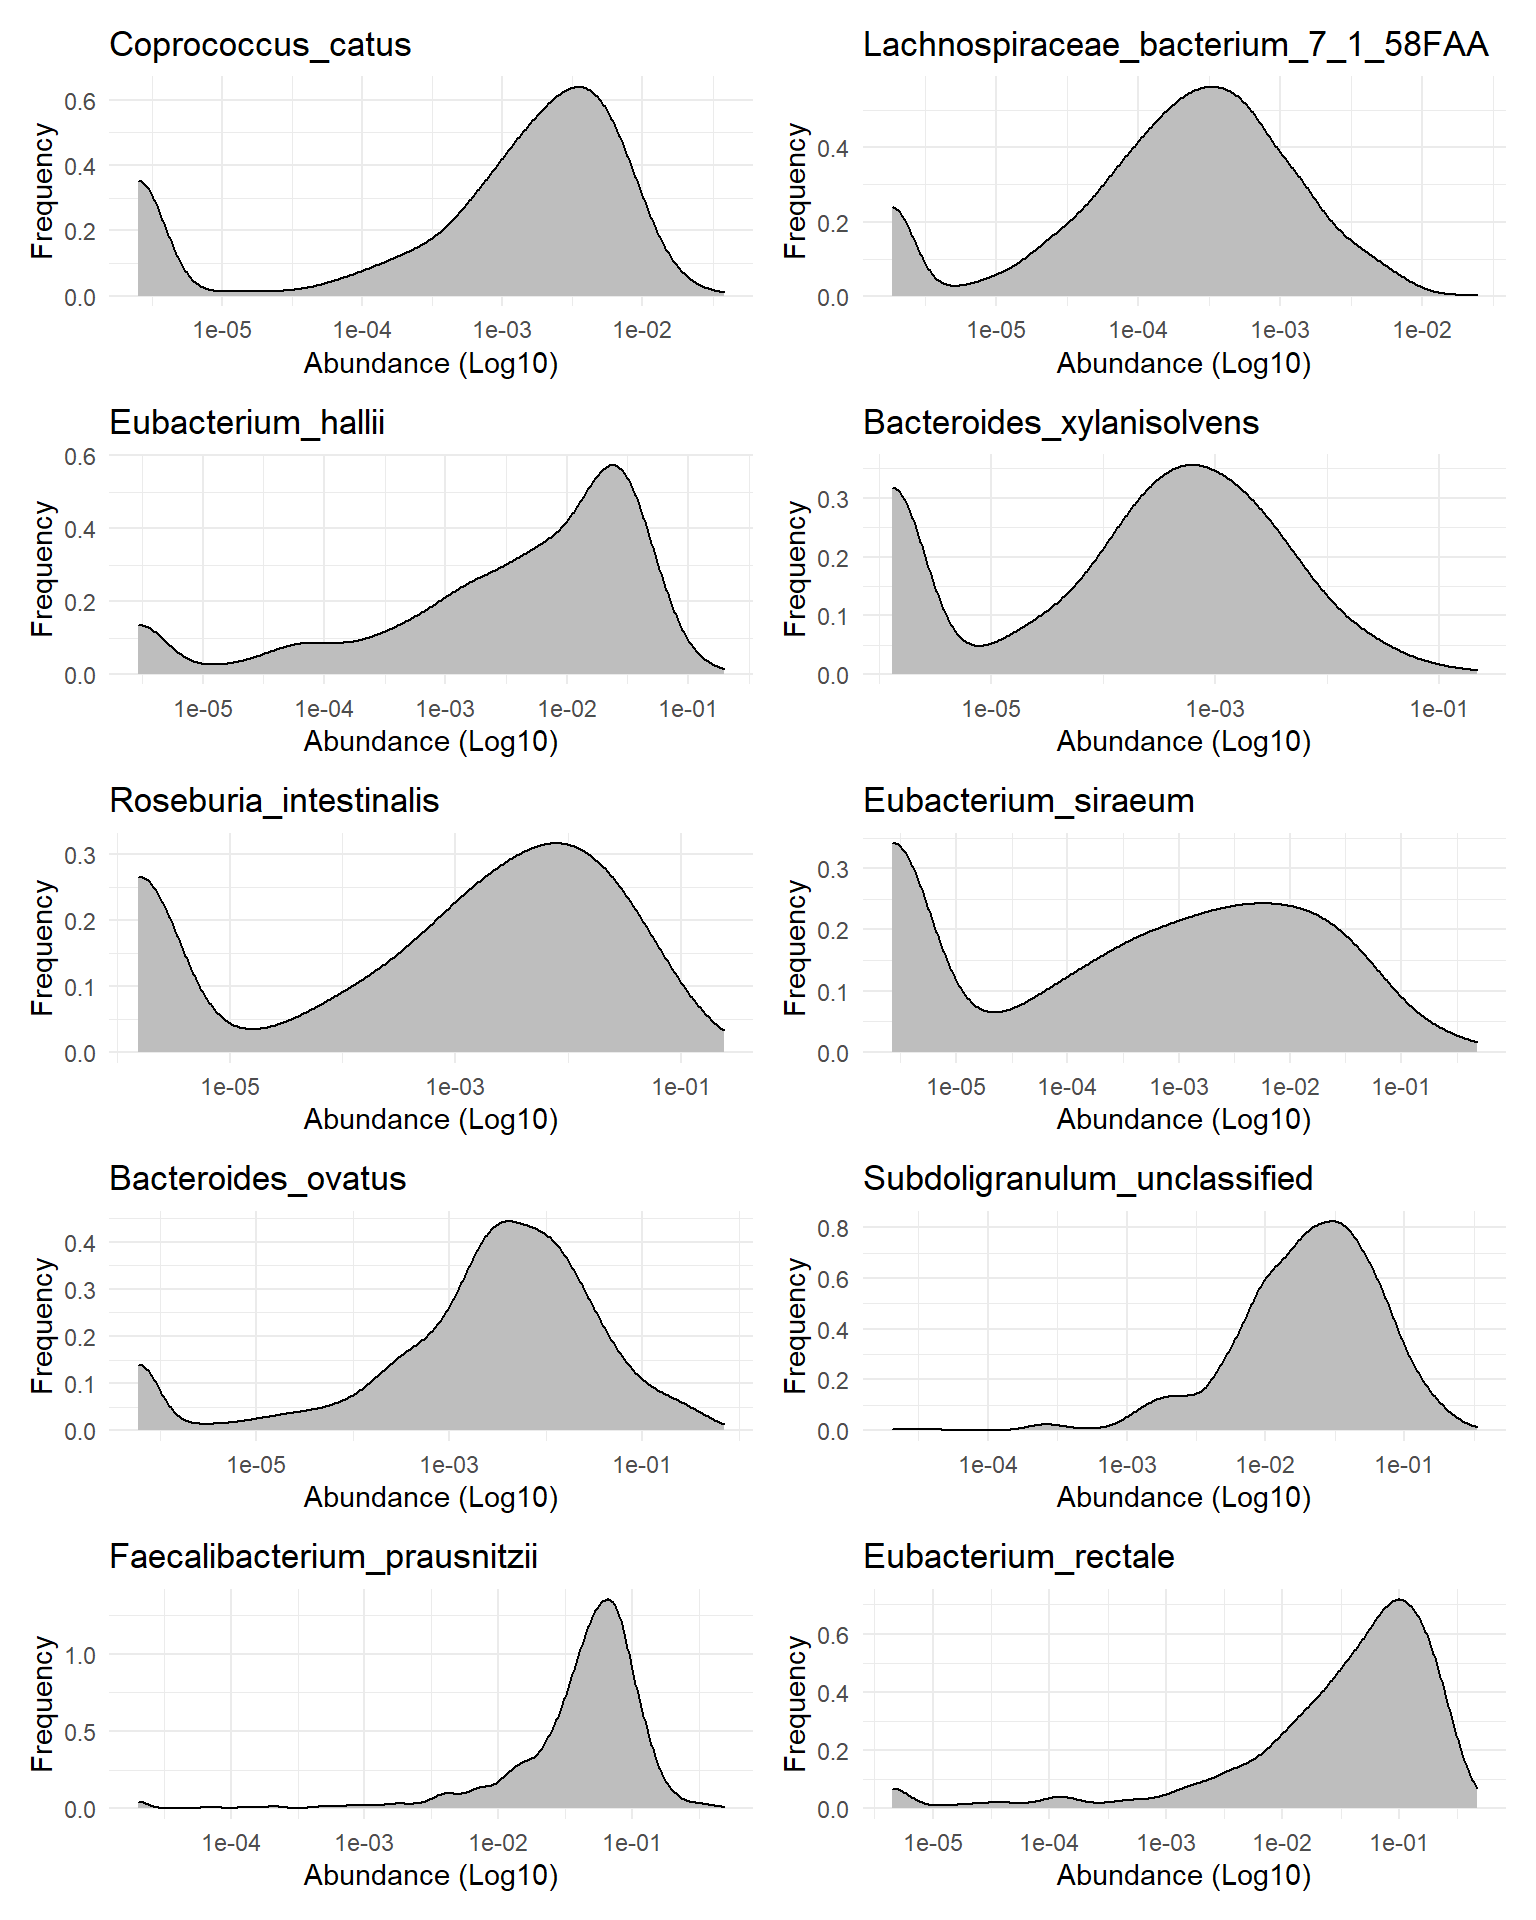 Coprococcus_catus
Frequency
0.6
0.4
0.2
0.0
1e-05 1e-04 1e-03 1e-02
Abundance (Log10)
Lachnospiraceae_bacterium_7_1_58FAA
Frequency
0.4
0.2
0.0
1e-05 1e-04 1e-03 1e-02
Abundance (Log10)
Eubacterium_hallii
Frequency
0.6
0.4
0.2
0.0
1e-05 1e-04 1e-03 1e-02 1e-01
Abundance (Log10)
Bacteroides_xylanisolvens
Frequency
0.3
0.2
0.1
0.0
1e-05 1e-03 1e-01
Abundance (Log10)
Roseburia_intestinalis
Frequency
0.3
0.2
0.1
0.0
1e-05 1e-03 1e-01
Abundance (Log10)
Eubacterium_siraeum
Frequency
0.3
0.2
0.1
0.0
1e-05 1e-04 1e-03 1e-02 1e-01
Abundance (Log10)
Bacteroides_ovatus
Frequency
0.4
0.3
0.2
0.1
0.0
1e-05 1e-03 1e-01
Abundance (Log10)
Subdoligranulum_unclassified
Frequency
0.8
0.6
0.4
0.2
0.0
1e-04 1e-03 1e-02 1e-01
Abundance (Log10)
Faecalibacterium_prausnitzii
Frequency
1.0
0.5
0.0
1e-04 1e-03 1e-02 1e-01
Abundance (Log10)
Eubacterium_rectale
Frequency
0.6
0.4
0.2
0.0
1e-05 1e-04 1e-03 1e-02 1e-01
Abundance (Log10)